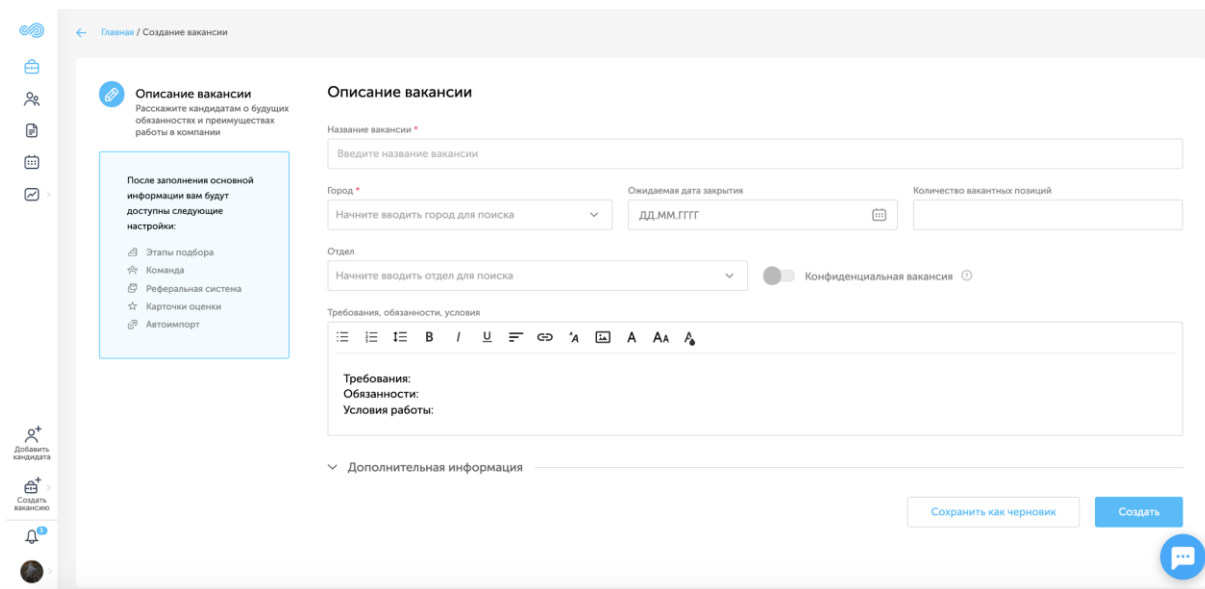 Главная / Создание вакансии
Описание вакансии
Расскажите кандидатам о будущих
обязанностях и преимуществах
работы в компании
После заполнения основной
информации вам будут
доступны следующие
настройки:
Этапы подбора
Команда
Реферальная система
Карточки оценки
Автоимпорт
Описание вакансии
Название вакансии *
Введите название вакансии
Город *
Ожидаемая дата закрытия
Количество вакантных позиций
Начните вводить город для поиска
ДД.ММ.ГГГГ
Отдел
Начните вводить отдел для поиска
Конфиденциальная вакансия
Требования, обязанности, условия
Требования:
Обязанности:
Условия работы:
Дополнительная информация
Сохранить как черновик
Создать
Добавить
кандидата
Создать
вакансию